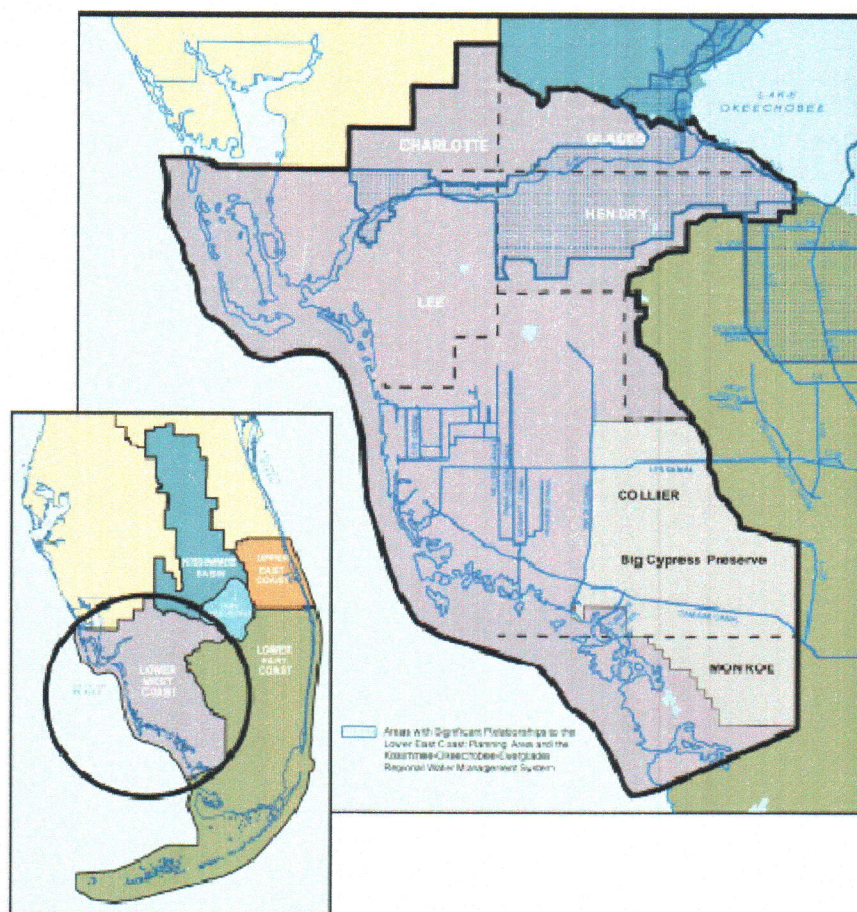 LAKE
OKEECHOBEE
CHARLOTTE
GLADES
HENDRY
LEE
COLLIER
Big Cypress Preserve
MONROE
Areas with Significant Relationships to the
Lower East Coast Planning Area and the
Kissimmee-Okeechobee-Everglades
Regional Water Management System
KISSIMMEE
BASIN
UPPER
EAST
COAST
LOWER
WEST
COAST
LOWER
EAST
COAST